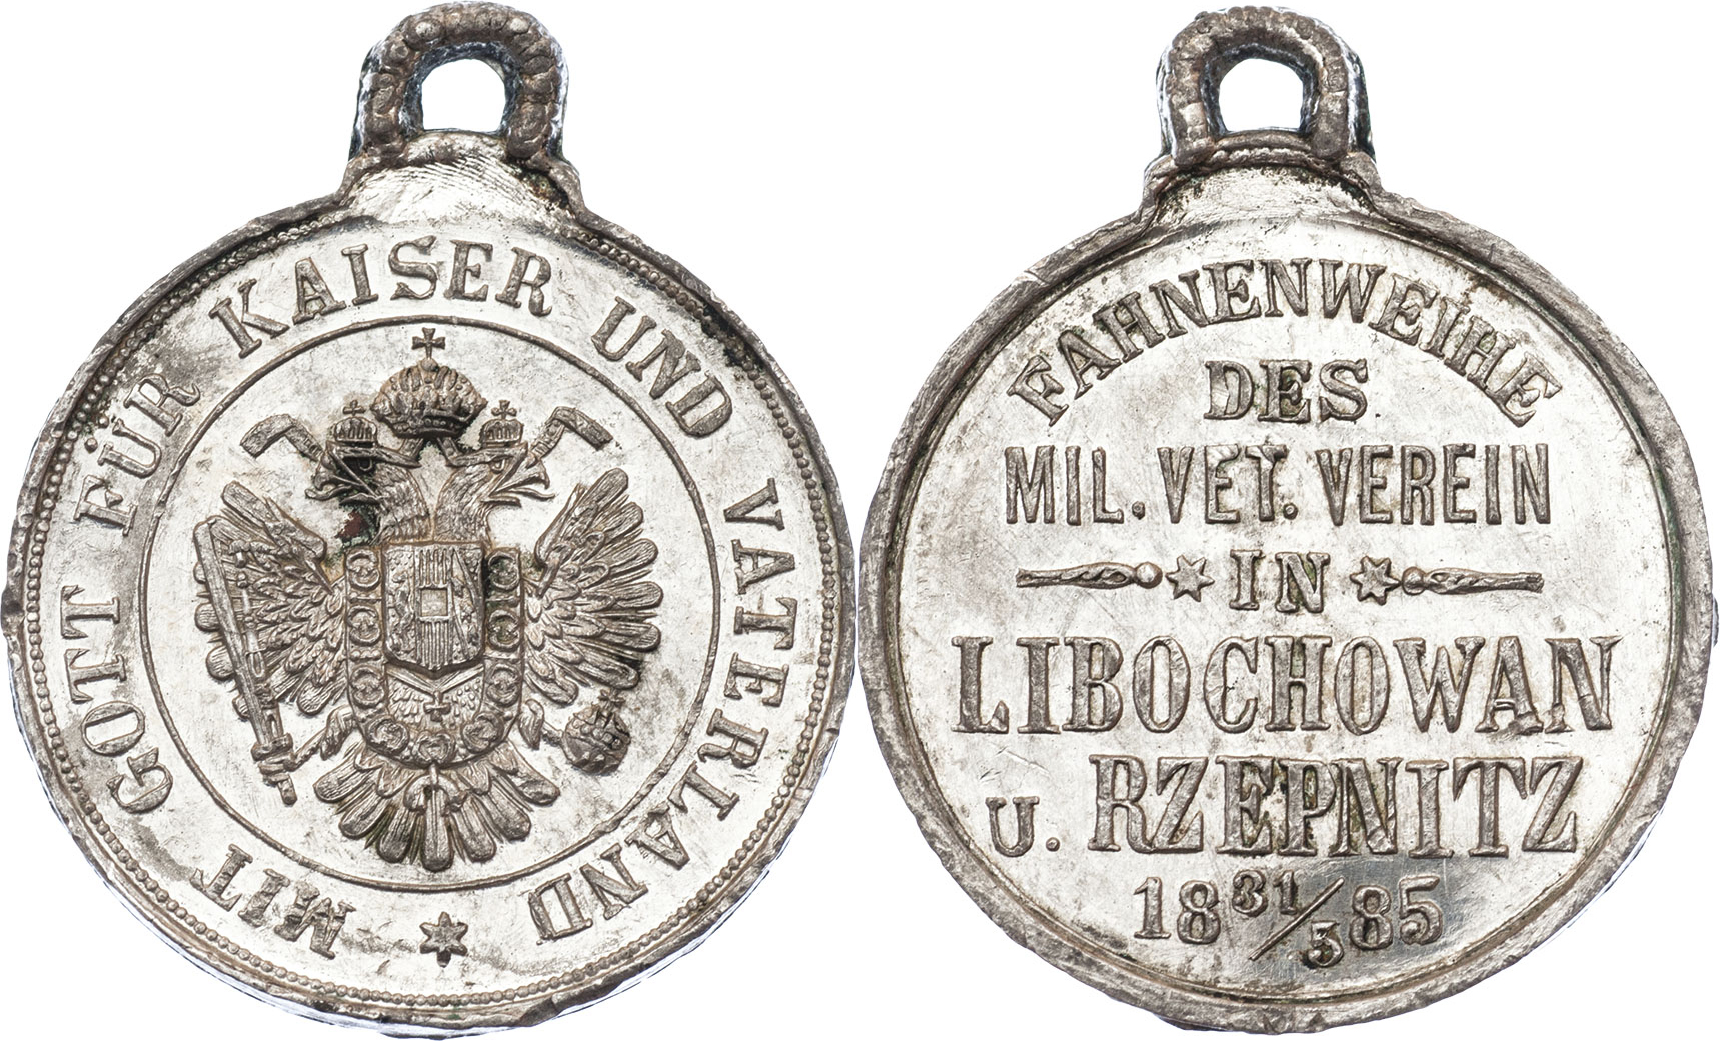 MIT GOTT FÜR KAISER UND VATERLAND
FAHNENWEIHE
DES
MIL. VET. VEREIN
IN
LIBOCHOWAN
U. RZEPNITZ
18 31/5 85